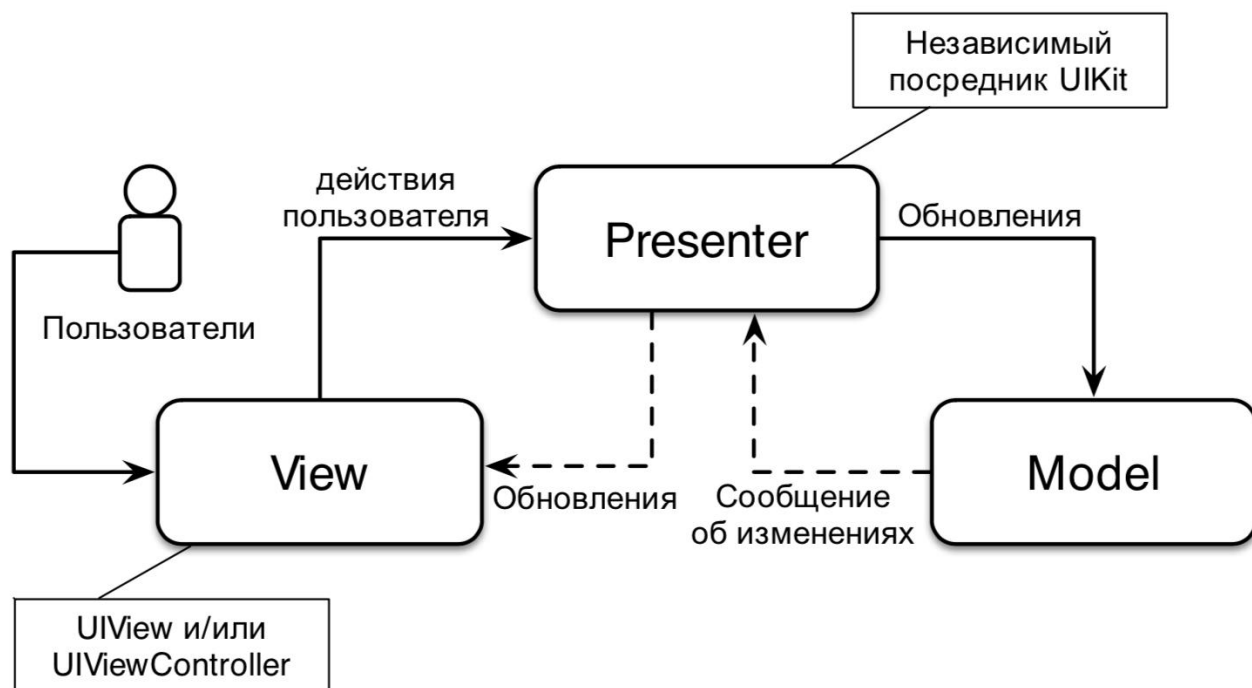 Независимый
посредник UIKit
действия
пользователя
Presenter
Обновления
Пользователи
View
Обновления
Сообщение
об изменениях
Model
UIView и/или
UIViewController